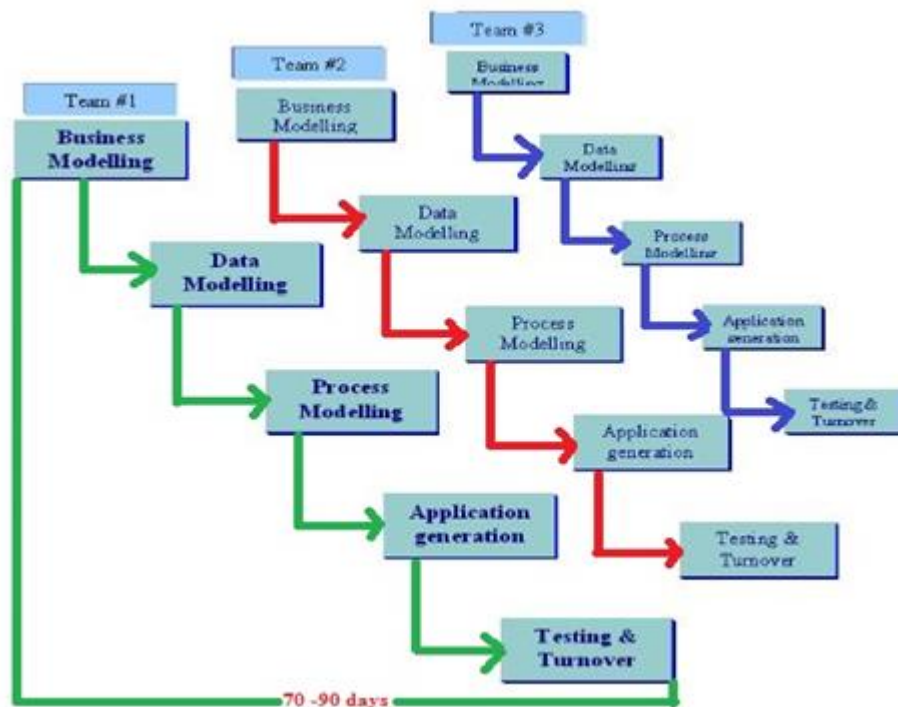 Team #1
Business
Modelling
Data
Modelling
Process
Modelling
Application
generation
Testing &
Turnover
Team #2
Business
Modelling
Data
Modelling
Process
Modelling
Application
generation
Testing &
Turnover
Team #3
Business
Modelling
Data
Modelling
Process
Modelling
Application
generation
Testing&
Turnover
70 -90 days